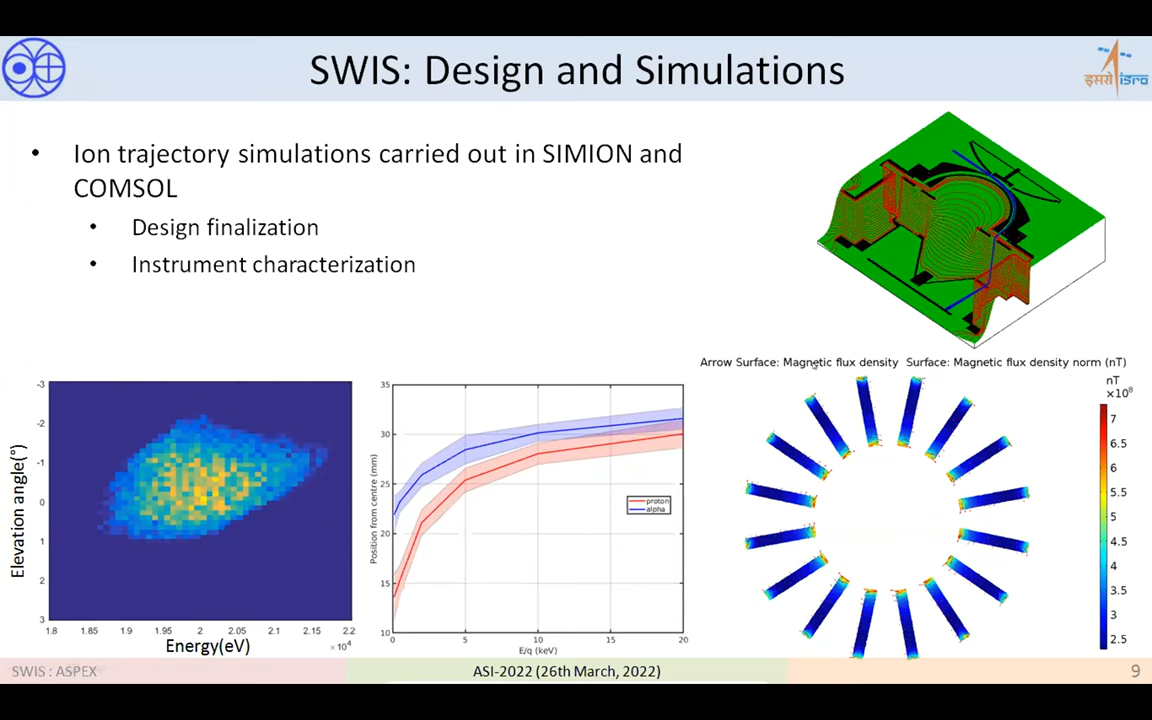 SWIS: Design and Simulations
इसरो isro
• Ion trajectory simulations carried out in SIMION and
COMSOL
• Design finalization
• Instrument characterization
Arrow Surface: Magnetic flux density Surface: Magnetic flux density norm (nT)
Elevation angle(°)
-3
-2
-1
0
1
2
3
1.8 1.85 1.9 1.95 2 2.05 2.1 2.15 2.2
Energy(eV)
×10⁴
Position from centre (mm)
35
30
25
20
15
10
0 5 10 15 20
E/q (keV)
proton
alpha
nT
×10⁸
7
6.5
6
5.5
5
4.5
4
3.5
3
2.5
SWIS : ASPEX
ASI-2022 (26th March, 2022)
9